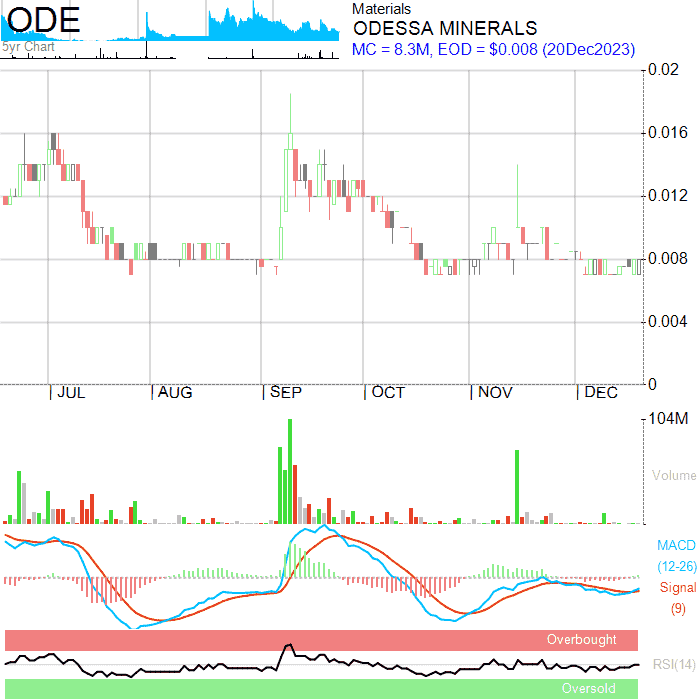 ODE
5yr Chart
Materials
ODESSA MINERALS
MC = 8.3M, EOD = $0.008 (20Dec2023)
0.02
0.016
0.012
0.008
0.004
0
JUL AUG SEP OCT NOV DEC
104M
Volume
MACD
(12-26)
Signal
(9)
Overbought
RSI(14)
Oversold